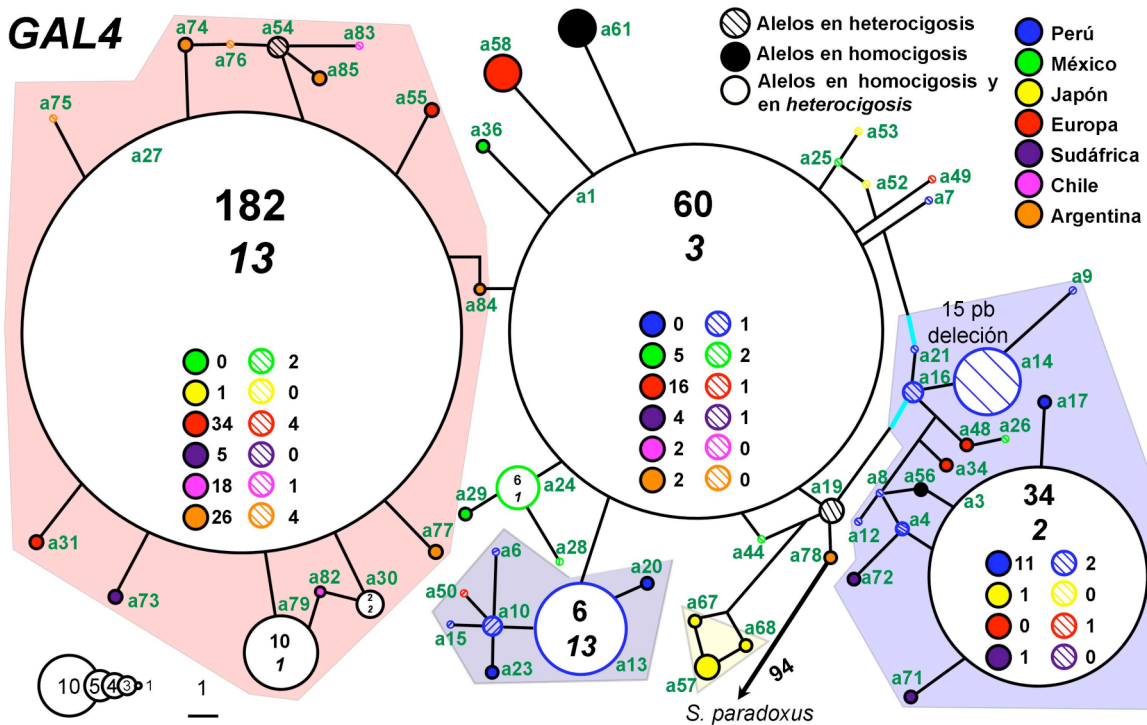 GAL4
Alelos en heterocigosis
Alelos en homocigosis
Alelos en homocigosis y
en heterocigosis
Perú
México
Japón
Europa
Sudáfrica
Chile
Argentina
a74
a76
a54
a83
a85
a75
a55
a27
182
13
0 2
1 0
34 4
5 0
18 1
26 4
a84
a31
a73
a77
a79
a82
a30
10
1
2
2
10 5 4 3 1
1
a58
a61
a36
a1
60
3
0 1
5 2
16 1
4 1
2 0
2 0
a53
a25
a52
a49
a7
a24
6
1
a29
a28
a6
a50
a10
a15
a23
a20
6
13
a13
a44
a19
a78
a67
a68
a57
94
S. paradoxus
a9
15 pb
deleción
a21
a14
a16
a17
a48
a26
a34
a8
a56
a3
a12
a4
a72
a71
34
2
11 2
1 0
0 1
1 0